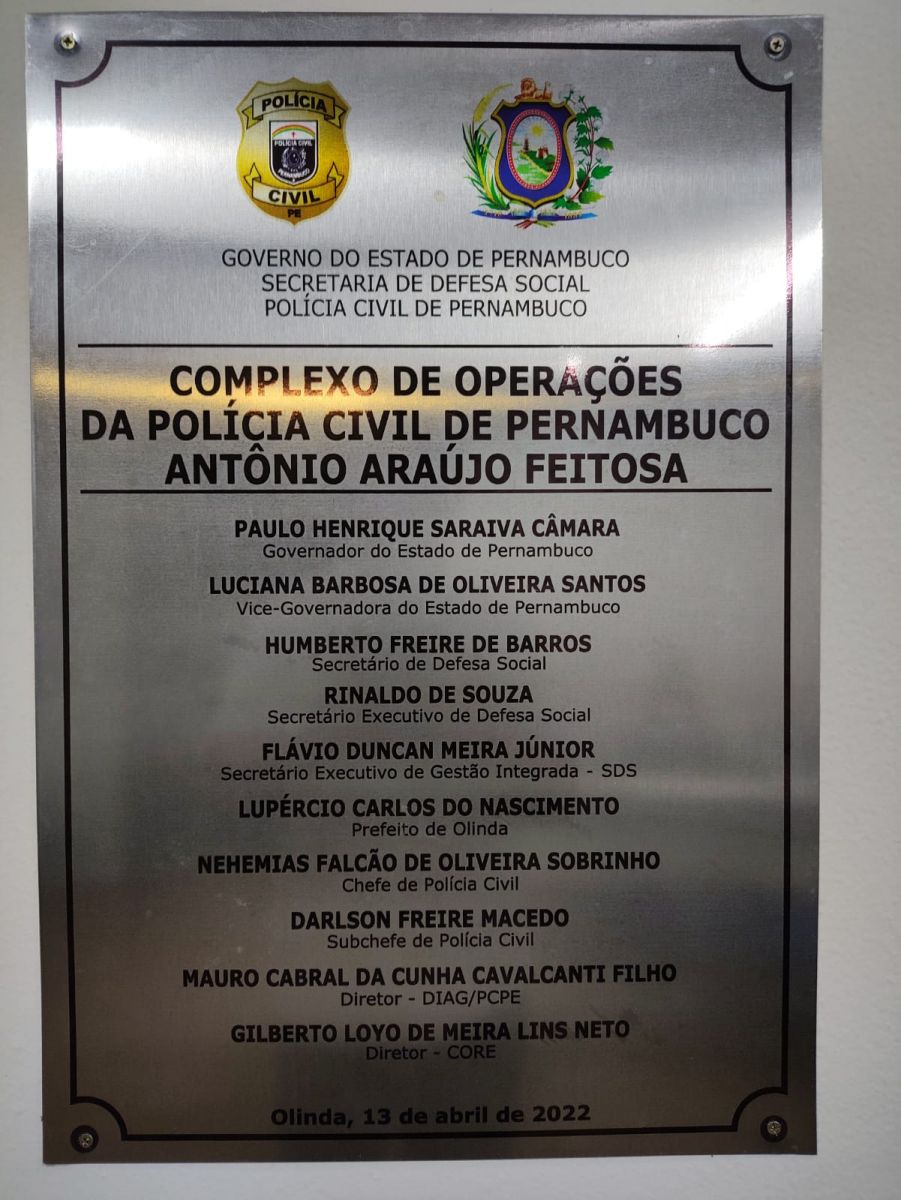 POLÍCIA
POLÍCIA CIVIL
PERNAMBUCO
CIVIL
PE
GOVERNO DO ESTADO DE PERNAMBUCO
SECRETARIA DE DEFESA SOCIAL
POLÍCIA CIVIL DE PERNAMBUCO
COMPLEXO DE OPERAÇÕES
DA POLÍCIA CIVIL DE PERNAMBUCO
ANTÔNIO ARAÚJO FEITOSA
PAULO HENRIQUE SARAIVA CÂMARA
Governador do Estado de Pernambuco
LUCIANA BARBOSA DE OLIVEIRA SANTOS
Vice-Governadora do Estado de Pernambuco
HUMBERTO FREIRE DE BARROS
Secretário de Defesa Social
RINALDO DE SOUZA
Secretário Executivo de Defesa Social
FLÁVIO DUNCAN MEIRA JÚNIOR
Secretário Executivo de Gestão Integrada - SDS
LUPÉRCIO CARLOS DO NASCIMENTO
Prefeito de Olinda
NEHEMIAS FALCÃO DE OLIVEIRA SOBRINHO
Chefe de Polícia Civil
DARLSON FREIRE MACEDO
Subchefe de Polícia Civil
MAURO CABRAL DA CUNHA CAVALCANTI FILHO
Diretor - DIAG/PCPE
GILBERTO LOYO DE MEIRA LINS NETO
Diretor - CORE
Olinda, 13 de abril de 2022